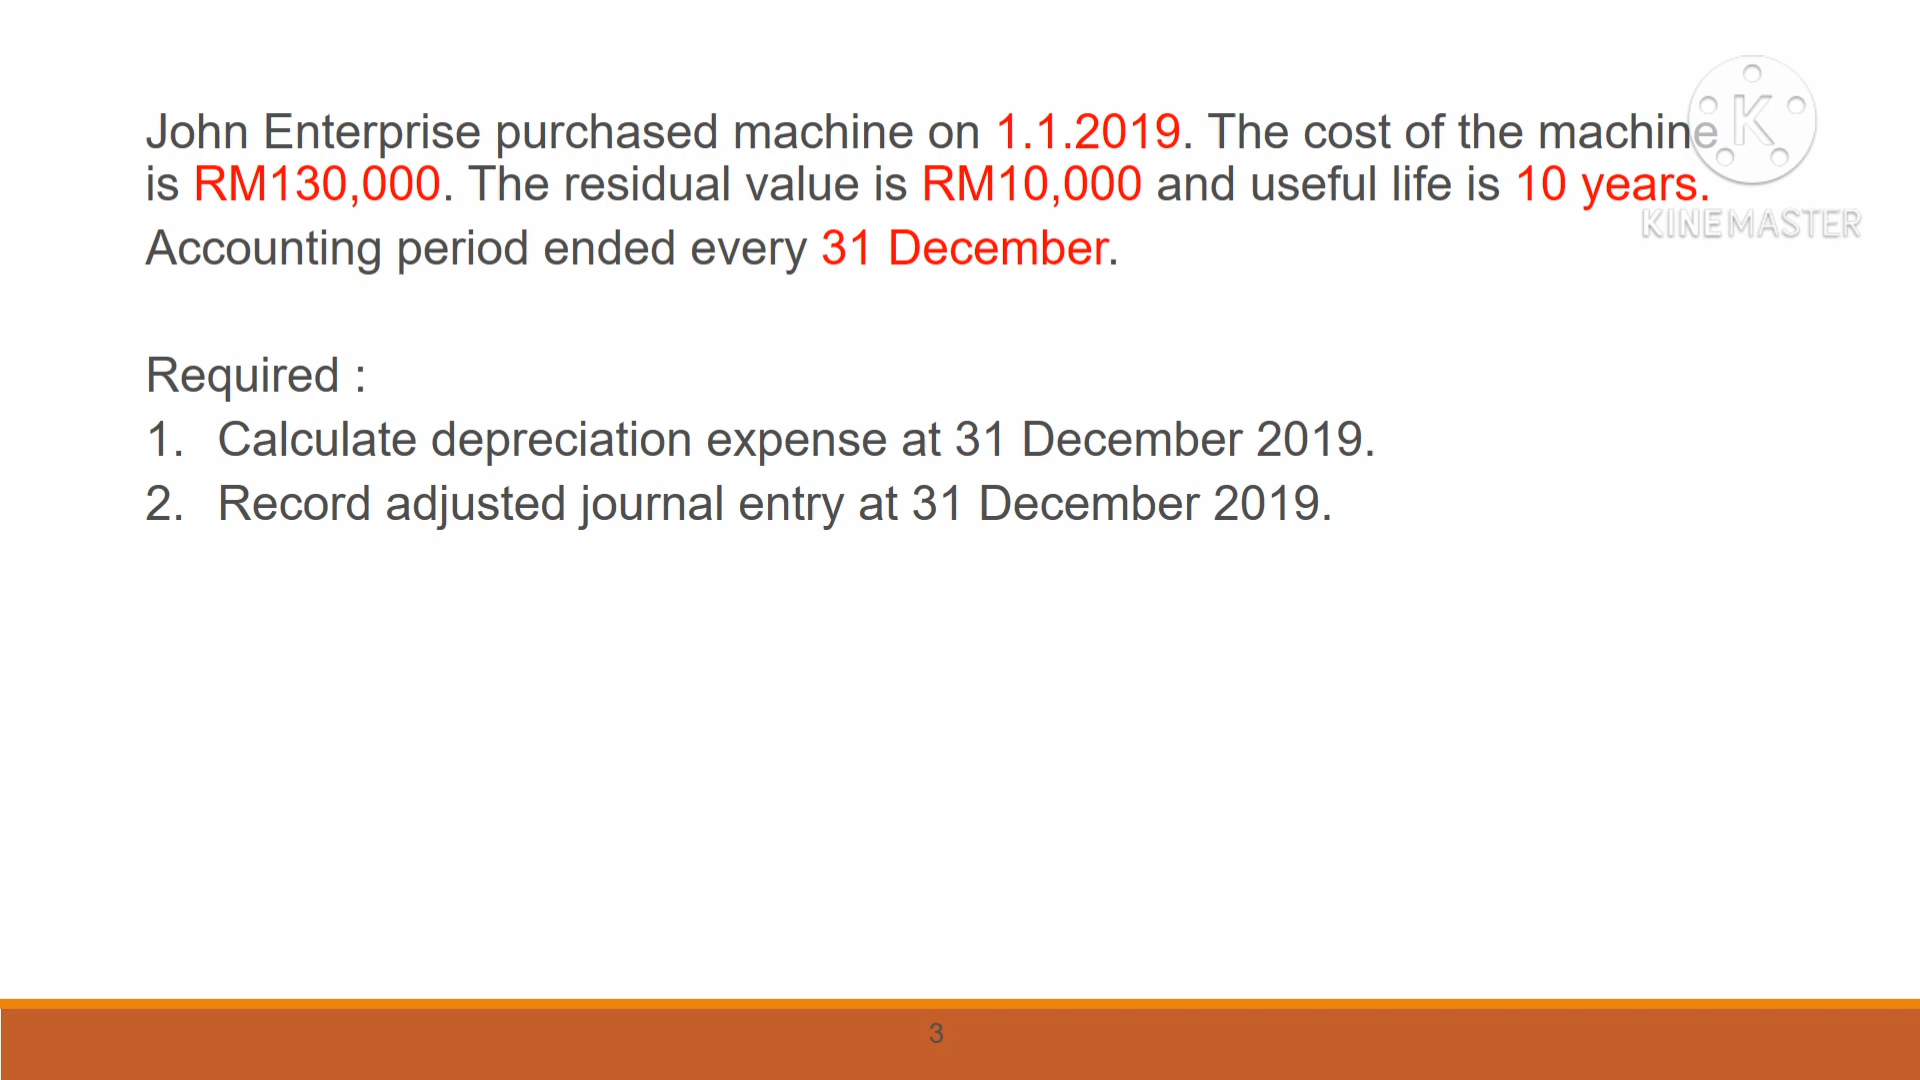 John Enterprise purchased machine on 1.1.2019. The cost of the machine
is RM130,000. The residual value is RM10,000 and useful life is 10 years.
Accounting period ended every 31 December.
Required :
1. Calculate depreciation expense at 31 December 2019.
2. Record adjusted journal entry at 31 December 2019.
K
KINEMASTER
3